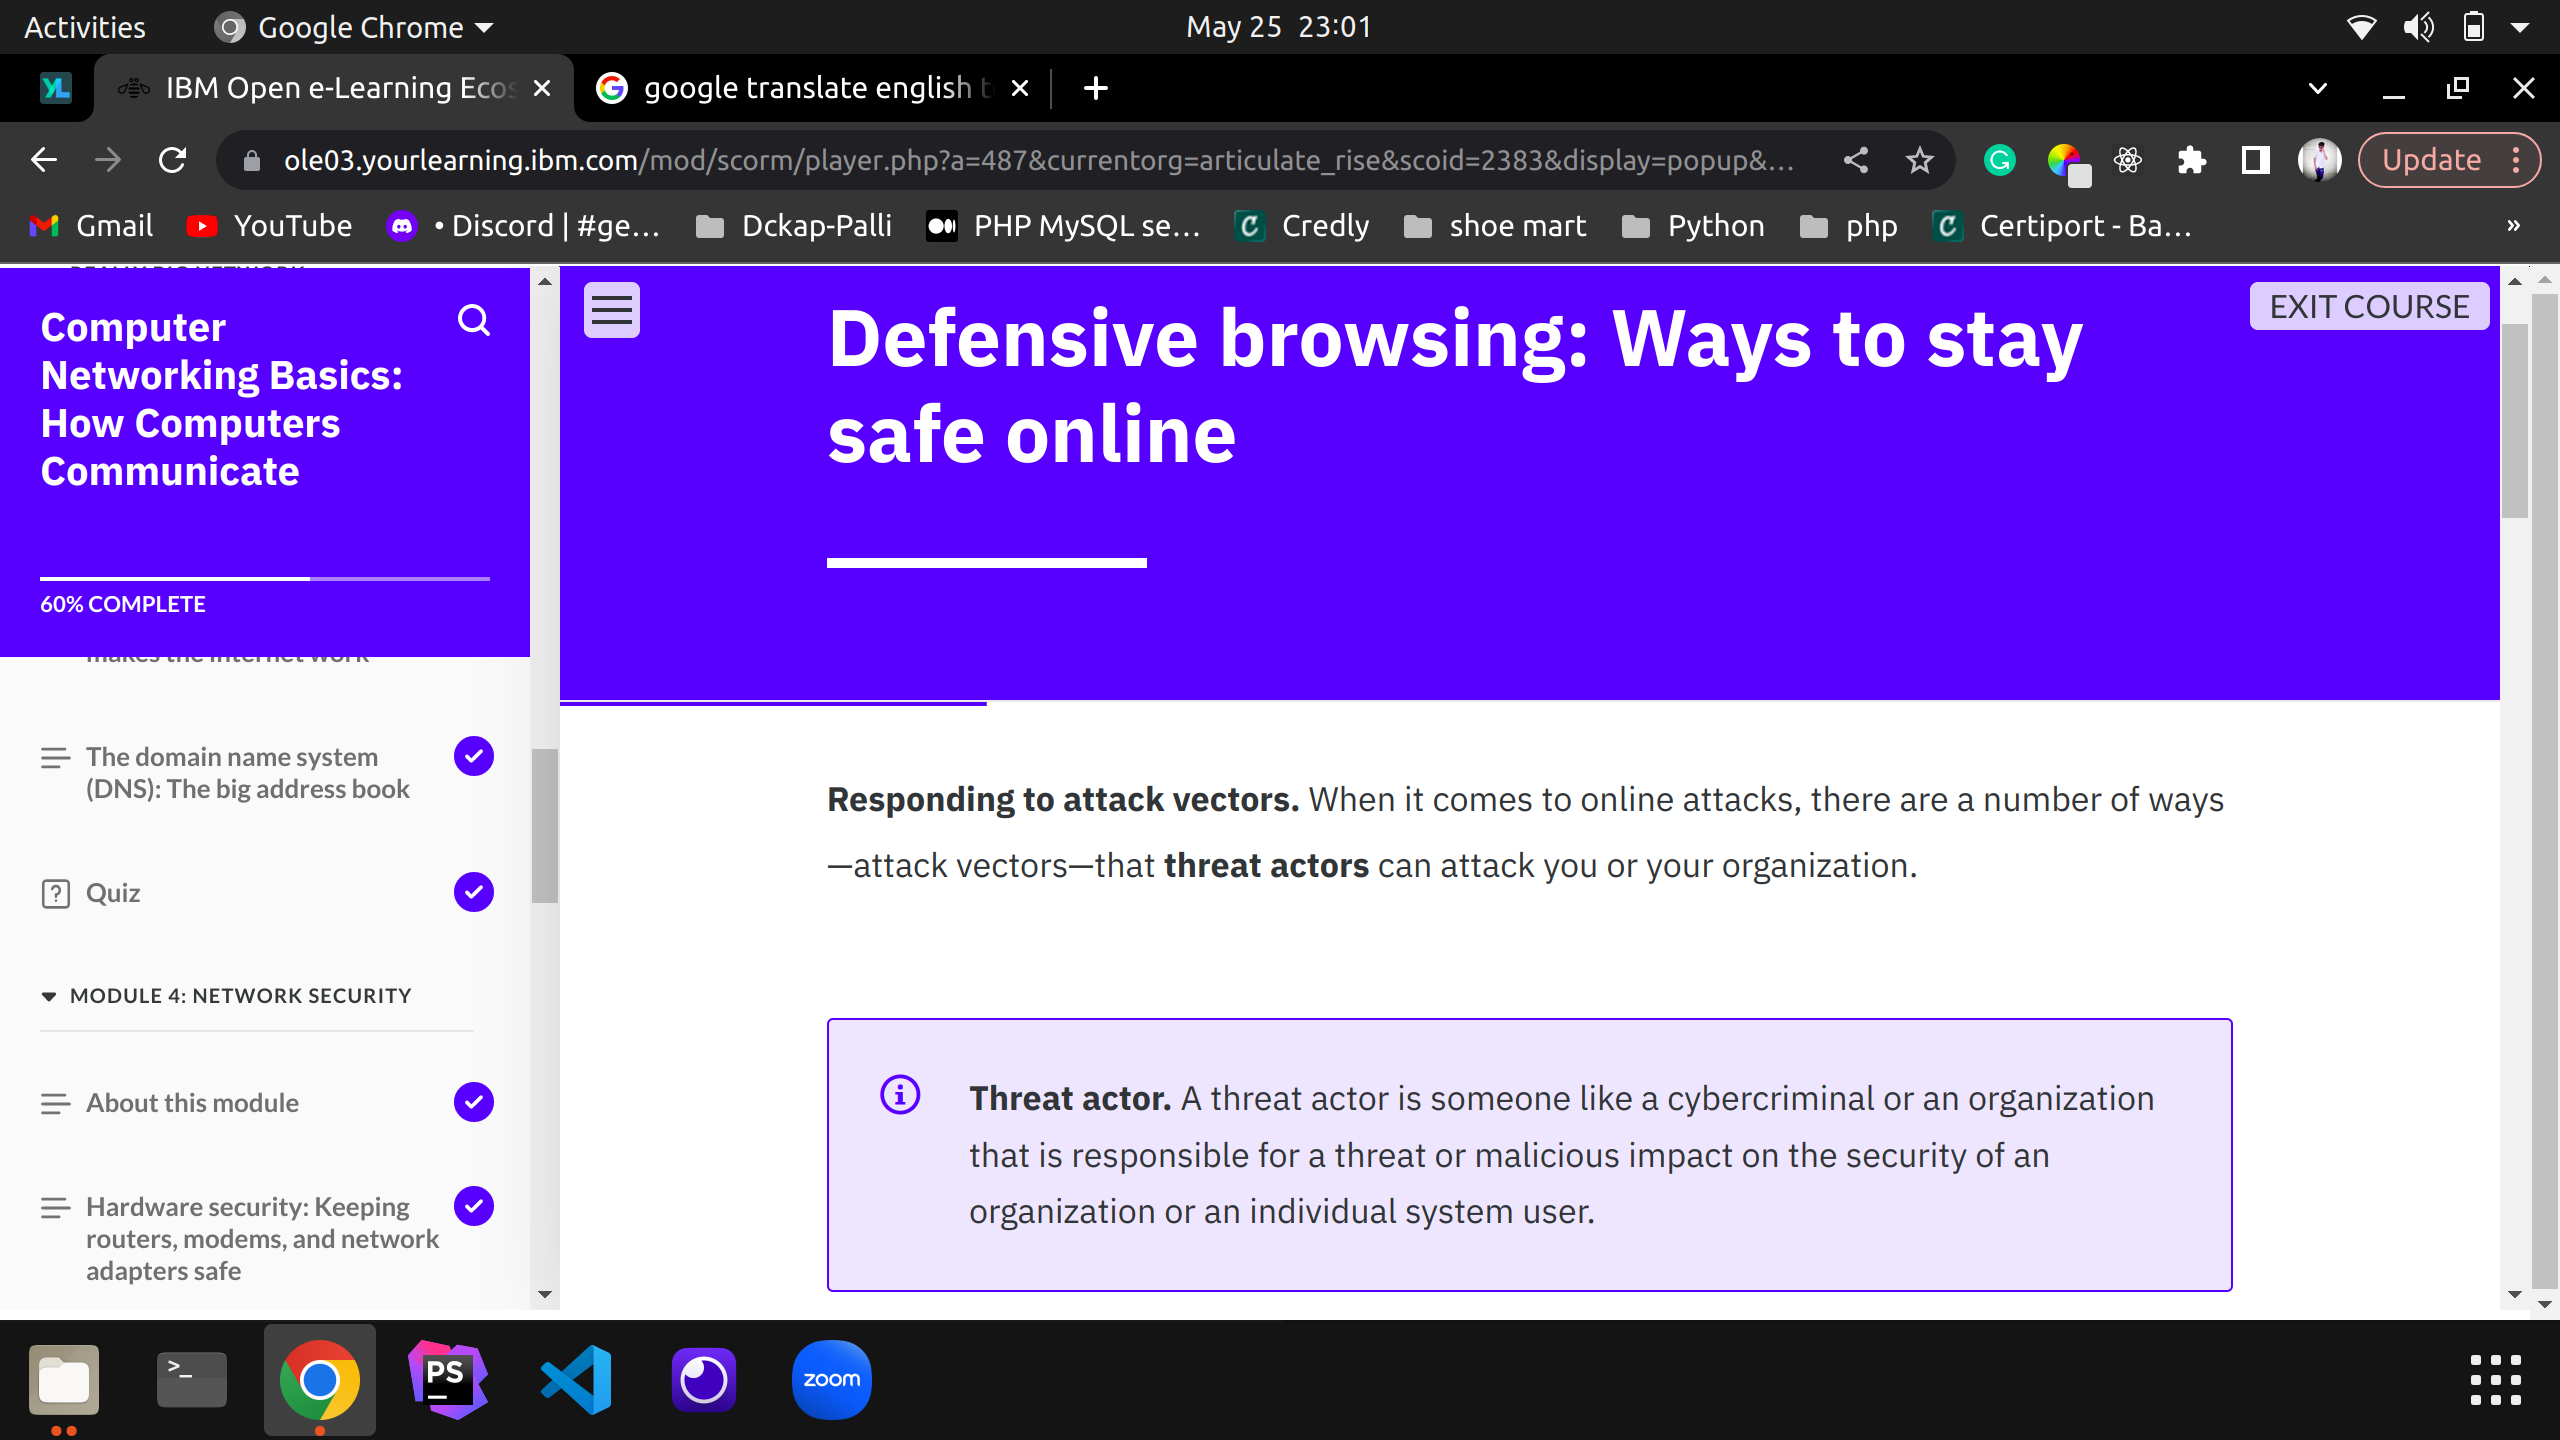 Activities
Google Chrome
May 25 23:01
YL
IBM Open e-Learning Ecos
google translate english t
ole03.yourlearning.ibm.com/mod/scorm/player.php?a=487&currentorg=articulate_rise&scoid=2383&display=popup&...
Update
Gmail
YouTube
• Discord | #ge...
Dckap-Palli
PHP MySQL se...
Credly
shoe mart
Python
php
Certiport - Ba...
»
Computer
Networking Basics:
How Computers
Communicate
60% COMPLETE
makes the internet work
The domain name system
(DNS): The big address book
Quiz
MODULE 4: NETWORK SECURITY
About this module
Hardware security: Keeping
routers, modems, and network
adapters safe
EXIT COURSE
Defensive browsing: Ways to stay
safe online
Responding to attack vectors. When it comes to online attacks, there are a number of ways
—attack vectors—that threat actors can attack you or your organization.
Threat actor. A threat actor is someone like a cybercriminal or an organization
that is responsible for a threat or malicious impact on the security of an
organization or an individual system user.
>_
PS
zoom